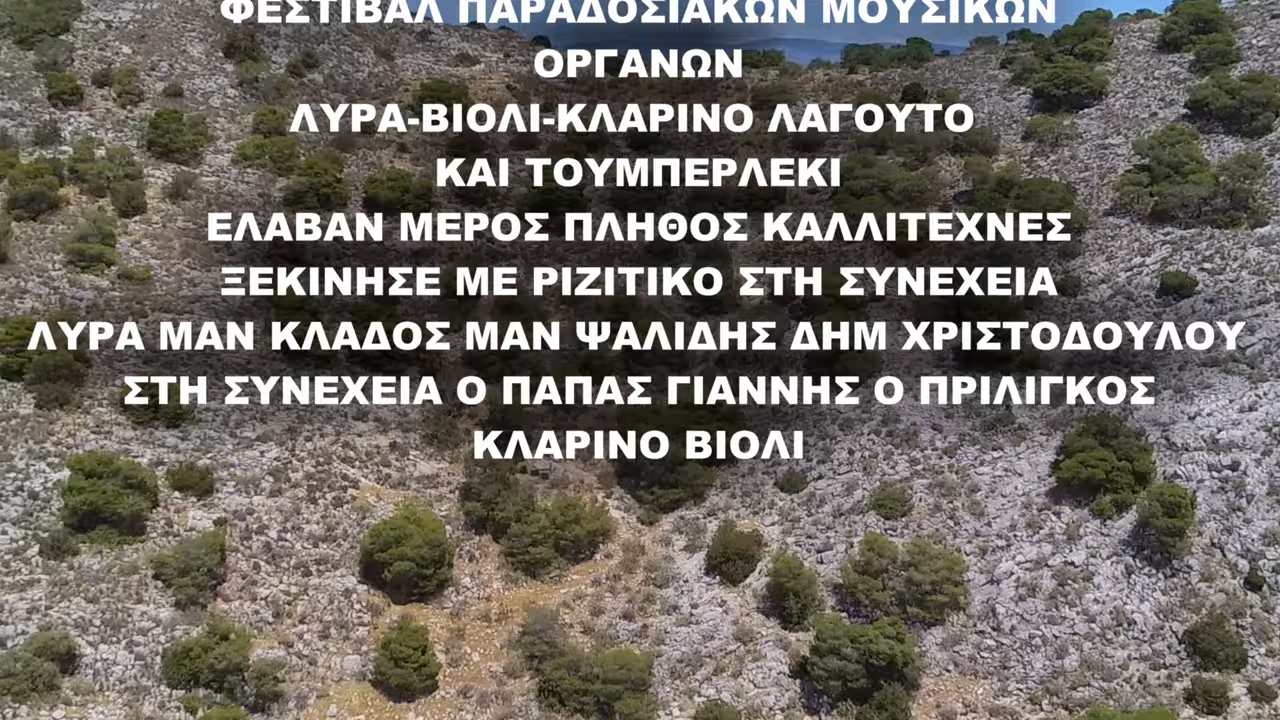 ΦΕΣΤΙΒΑΛ ΠΑΡΑΔΟΣΙΑΚΩΝ ΜΟΥΣΙΚΩΝ
ΟΡΓΑΝΩΝ
ΛΥΡΑ-ΒΙΟΛΙ-ΚΛΑΡΙΝΟ ΛΑΓΟΥΤΟ
ΚΑΙ ΤΟΥΜΠΕΡΛΕΚΙ
ΕΛΑΒΑΝ ΜΕΡΟΣ ΠΛΗΘΟΣ ΚΑΛΛΙΤΕΧΝΕΣ
ΞΕΚΙΝΗΣΕ ΜΕ ΡΙΖΙΤΙΚΟ ΣΤΗ ΣΥΝΕΧΕΙΑ
ΛΥΡΑ ΜΑΝ ΚΛΑΔΟΣ ΜΑΝ ΨΑΛΙΔΗΣ ΔΗΜ ΧΡΙΣΤΟΔΟΥΛΟΥ
ΣΤΗ ΣΥΝΕΧΕΙΑ Ο ΠΑΠΑΣ ΓΙΑΝΝΗΣ Ο ΠΡΙΛΙΓΚΟΣ
ΚΛΑΡΙΝΟ ΒΙΟΛΙ